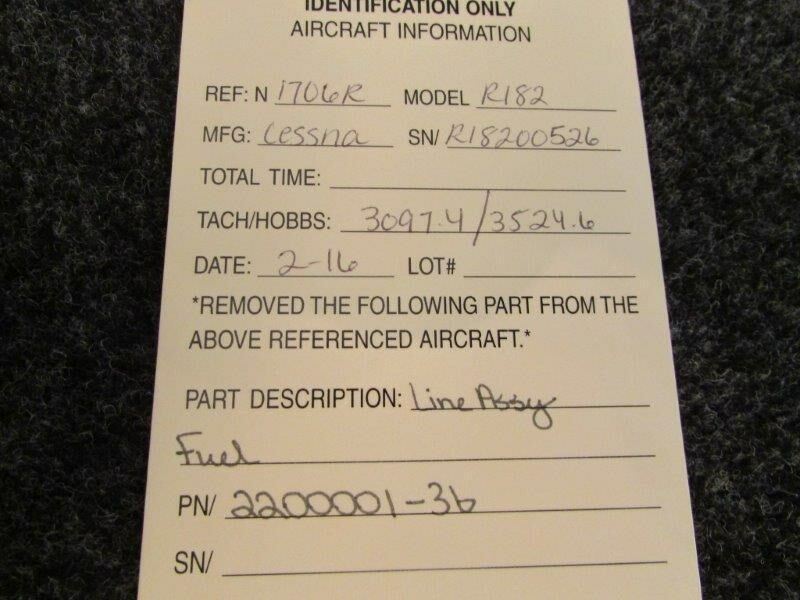 IDENTIFICATION ONLY
AIRCRAFT INFORMATION
REF: N 1706R MODEL R182
MFG: Cessna SN/ R18200526
TOTAL TIME:
TACH/HOBBS: 3097.4/3524.6
DATE: 2-16 LOT#
*REMOVED THE FOLLOWING PART FROM THE
ABOVE REFERENCED AIRCRAFT.*
PART DESCRIPTION: Line Assy
Fuel
PN/ 2200001-36
SN/